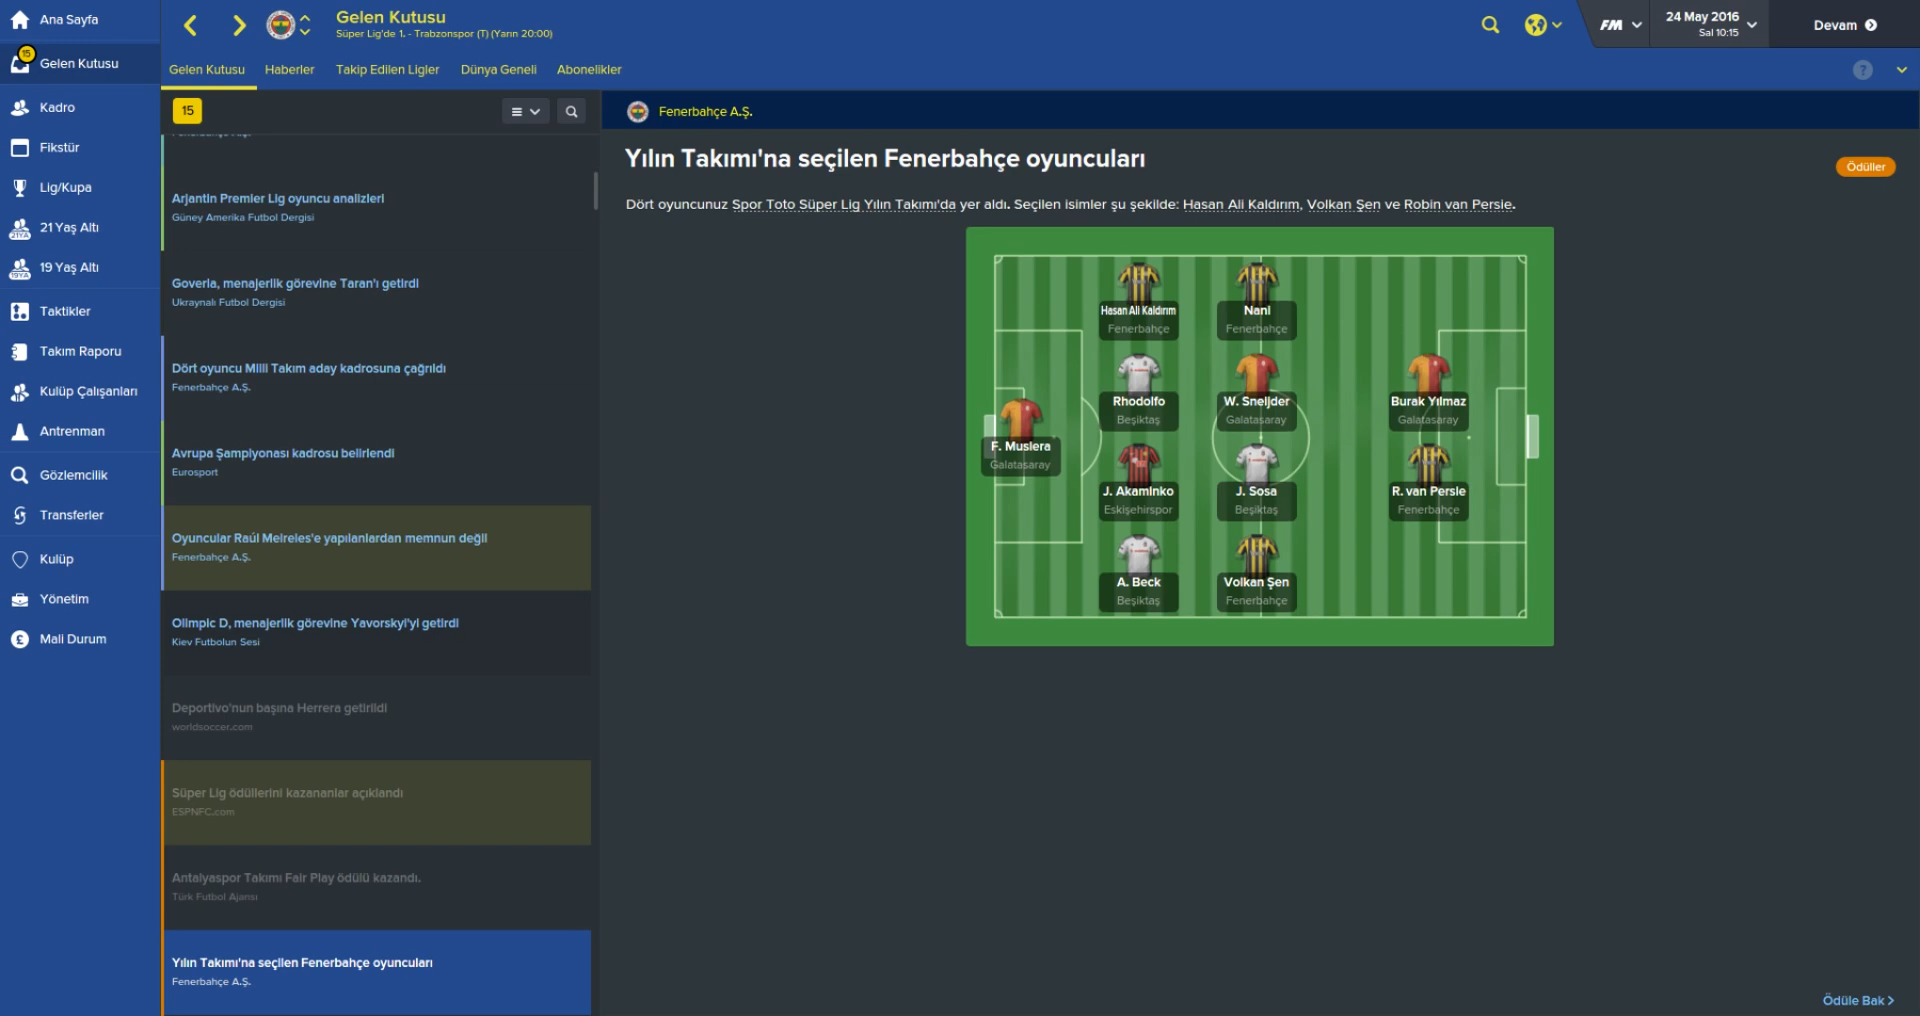 Ana Sayfa
15
Gelen Kutusu
Kadro
Fikstür
Lig/Kupa
21YA
21 Yaş Altı
19YA
19 Yaş Altı
Taktikler
Takım Raporu
Kulüp Çalışanları
Antrenman
Gözlemcilik
Transferler
Kulüp
Yönetim
£
Mali Durum
Gelen Kutusu
Süper Lig'de 1. - Trabzonspor (T) (Yarın 20:00)
FM
24 May 2016
Sal 10:15
Devam
Gelen Kutusu
Haberler
Takip Edilen Ligler
Dünya Geneli
Abonelikler
?
15
Arjantin Premier Lig oyuncu analizleri
Güney Amerika Futbol Dergisi
Goverla, menajerlik görevine Taran'ı getirdi
Ukraynalı Futbol Dergisi
Dört oyuncu Milli Takım aday kadrosuna çağrıldı
Fenerbahçe A.Ş.
Avrupa Şampiyonası kadrosu belirlendi
Eurosport
Oyuncular Raúl Meireles'e yapılanlardan memnun değil
Fenerbahçe A.Ş.
Olimpic D, menajerlik görevine Yavorskyi'yi getirdi
Kiev Futbolun Sesi
Deportivo'nun başına Herrera getirildi
worldsoccer.com
Süper Lig ödüllerini kazananlar açıklandı
ESPNFC.com
Antalyaspor Takımı Fair Play ödülü kazandı.
Türk Futbol Ajansı
Yılın Takımı'na seçilen Fenerbahçe oyuncuları
Fenerbahçe A.Ş.
Fenerbahçe A.Ş.
Yılın Takımı'na seçilen Fenerbahçe oyuncuları
Ödüller
Dört oyuncunuz Spor Toto Süper Lig Yılın Takımı'da yer aldı. Seçilen isimler şu şekilde: Hasan Ali Kaldırım, Volkan Şen ve Robin van Persie.
Hasan Ali Kaldırım
Fenerbahçe
Nani
Fenerbahçe
Rhodolfo
Beşiktaş
W. Sneijder
Galatasaray
Burak Yılmaz
Galatasaray
F. Muslera
Galatasaray
J. Akaminko
Eskişehirspor
J. Sosa
Beşiktaş
R. van Persie
Fenerbahçe
A. Beck
Beşiktaş
Volkan Şen
Fenerbahçe
Ödüle Bak >